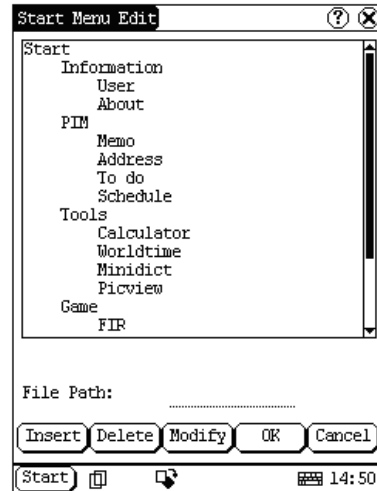 Start Menu Edit ?
Start
Information
User
About
PIM
Memo
Address
To do
Schedule
Tools
Calculator
Worldtime
Minidict
Picview
Game
FIR
File Path:
Insert Delete Modify OK Cancel
Start 14:50